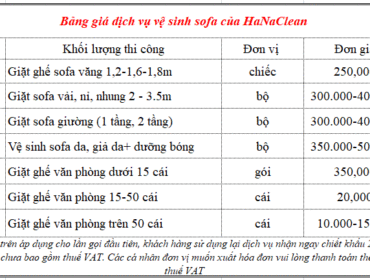 Bảng giá dịch vụ vệ sinh sofa của HaNaClean
Khối lượng thi công Đơn vị Đơn gi
Giặt ghế sofa văng 1,2-1,6-1,8m chiếc 250,00
Giặt sofa vải, nỉ, nhung 2 - 3.5m bộ 300.000-40
Giặt sofa giường (1 tầng, 2 tầng) bộ 300.000-40
Vệ sinh sofa da, giả da+ dưỡng bóng bộ 350.000-50
Giặt ghế văn phòng dưới 15 cái gói 350,00
Giặt ghế văn phòng 15-50 cái cái 20,000
Giặt ghế văn phòng trên 50 cái cái 10.000-15
trên áp dụng cho lần gọi đầu tiên, khách hàng sử dụng lại dịch vụ nhận ngay chiết khấu 2
chưa bao gồm thuế VAT. Các cá nhân đơn vị muốn xuất hóa đơn vui lòng thanh toán thê
thuế VAT